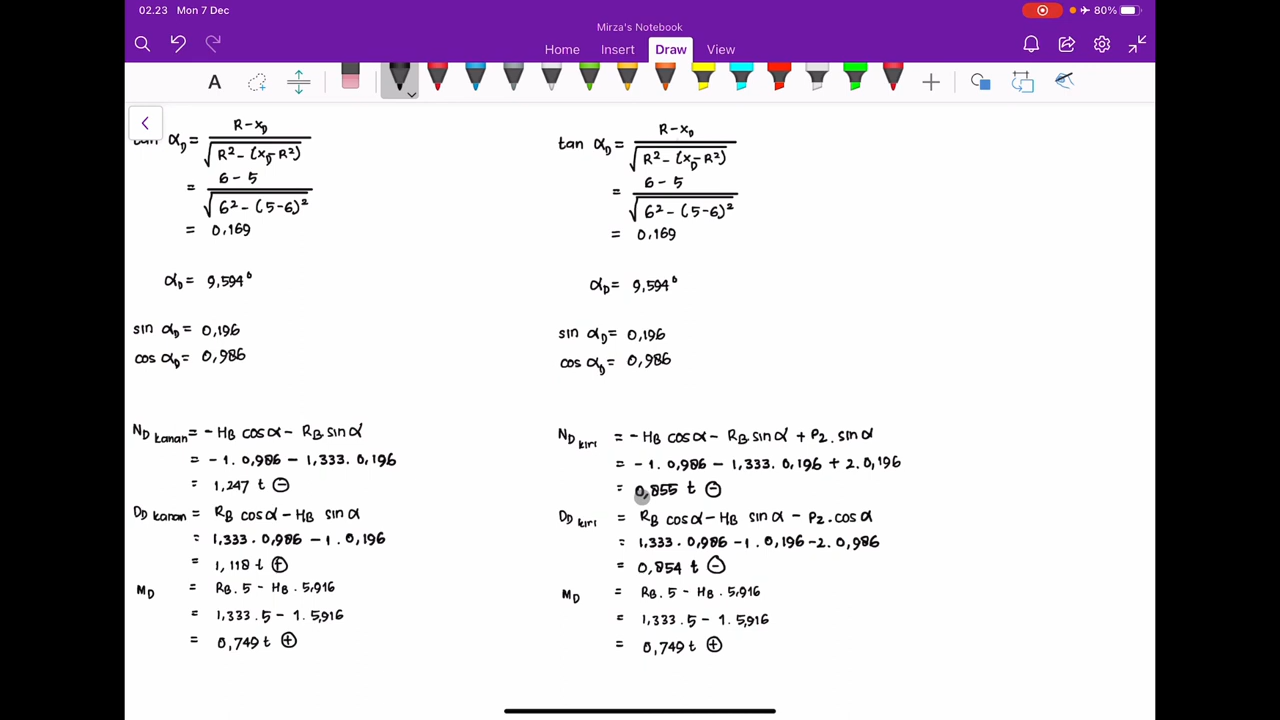 02.23 Mon 7 Dec
80%
Mirza's Notebook
Home Insert Draw View
A
tan α_D = (R - x_D) / √(R² - (x_D - R²))
= (6 - 5) / √(6² - (5-6)²)
= 0,169
α_D = 9,594°
sin α_D = 0,196
cos α_D = 0,986
N_D kanan = - H_B cos α - R_B sin α
= - 1. 0,986 - 1,333. 0,196
= 1,247 t ⊖
D_D kanan = R_B cos α - H_B sin α
= 1,333. 0,986 - 1. 0,196
= 1,118 t ⊕
M_D = R_B. 5 - H_B. 5,916
= 1,333. 5 - 1. 5,916
= 0,749 t ⊕
tan α_D = (R - x_D) / √(R² - (x_D - R²))
= (6 - 5) / √(6² - (5-6)²)
= 0,169
α_D = 9,594°
sin α_D = 0,196
cos α_D = 0,986
N_D kiri = - H_B cos α - R_B sin α + P2. sin α
= - 1. 0,986 - 1,333. 0,196 + 2. 0,196
= 0,855 t ⊖
D_D kiri = R_B cos α - H_B sin α - P2. cos α
= 1,333. 0,986 - 1. 0,196 - 2. 0,986
= 0,854 t ⊖
M_D = R_B. 5 - H_B. 5,916
= 1,333. 5 - 1. 5,916
= 0,749 t ⊕